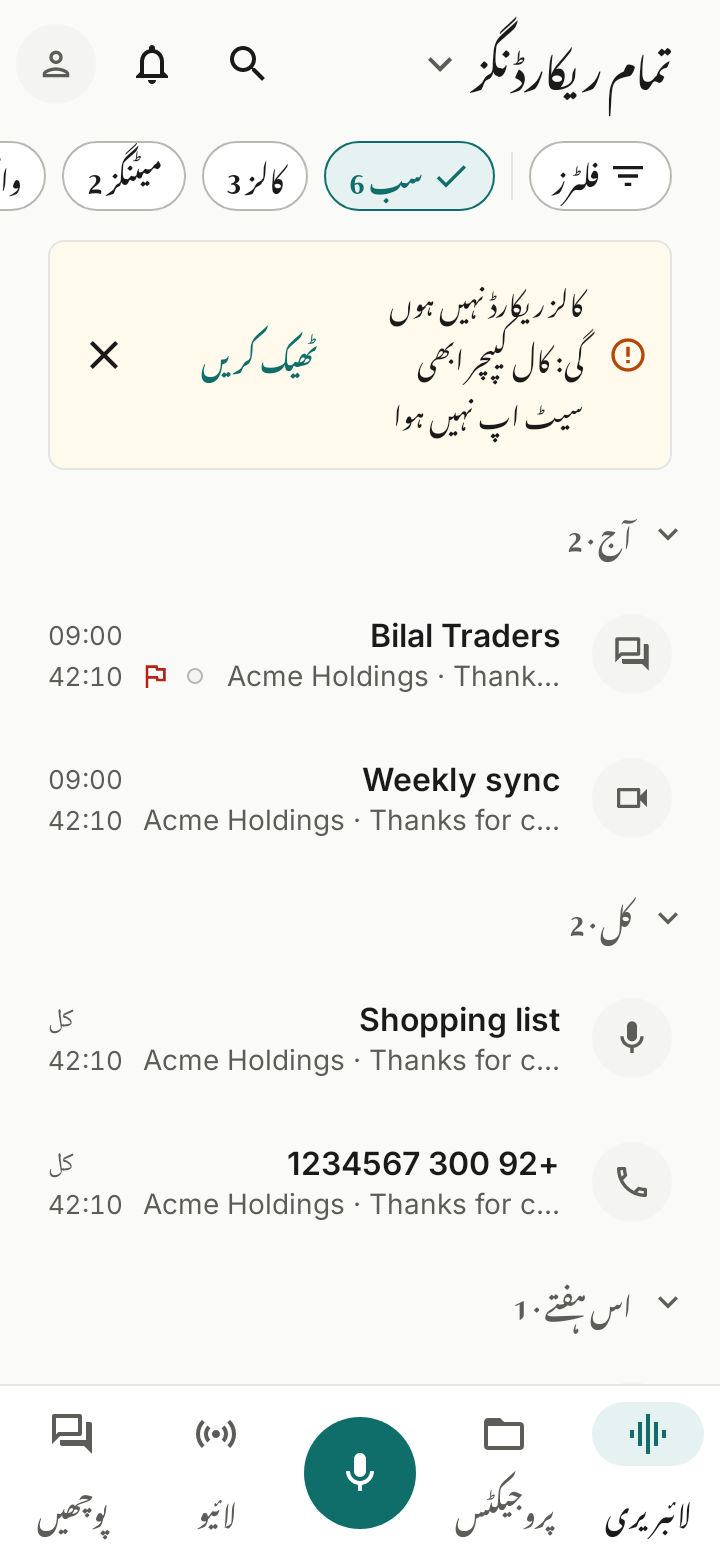 تمام ریکارڈنگز
فلٹرز
سب 6
کالز 3
میٹنگز 2
کالز ریکارڈ نہیں ہوں
گی: کال کیپچر ابھی
سیٹ اپ نہیں ہوا
ٹھیک کریں
آج · 2
Bilal Traders
09:00
Acme Holdings · Thank...
42:10
Weekly sync
09:00
Acme Holdings · Thanks for c...
42:10
کل · 2
Shopping list
کل
Acme Holdings · Thanks for c...
42:10
1234567 300 92+
کل
Acme Holdings · Thanks for c...
42:10
اس ہفتے · 1
لائبریری
پروجیکٹس
لائیو
پوچھیں